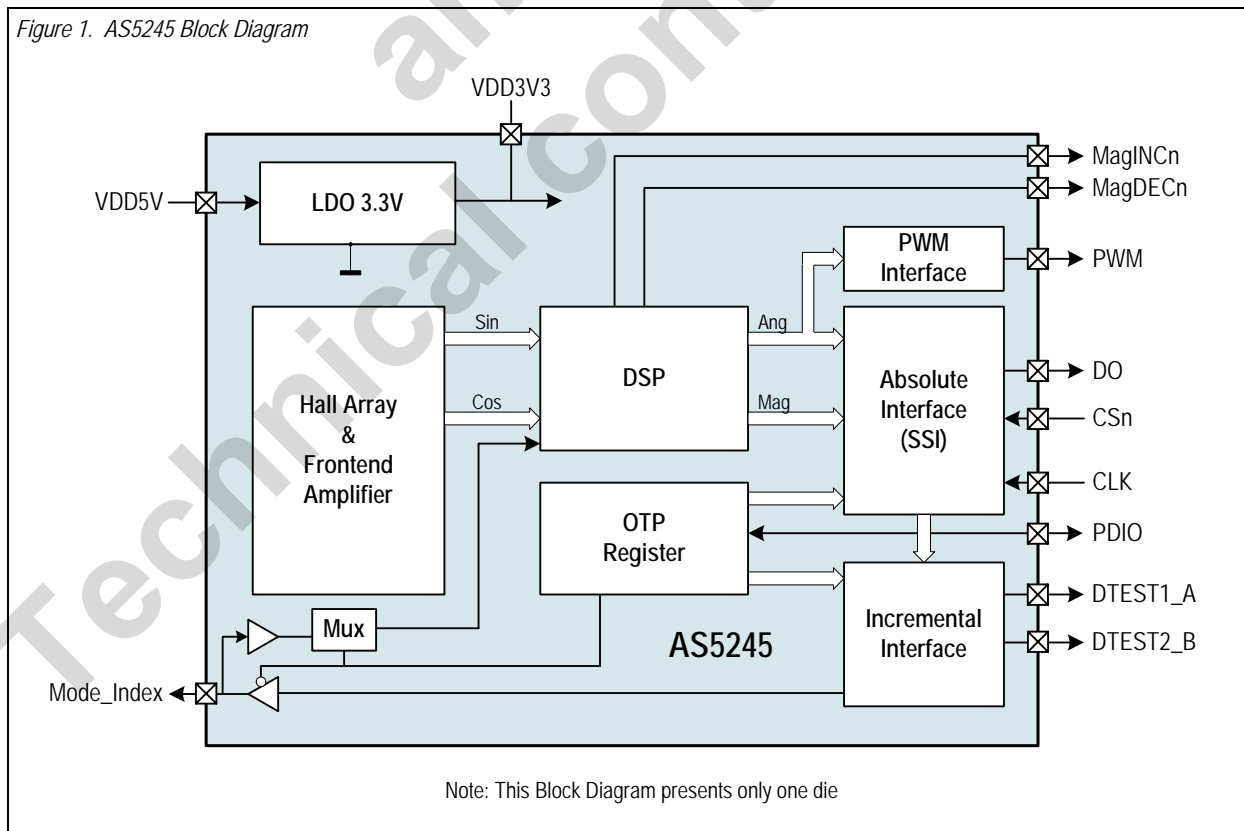 Figure 1. AS5245 Block Diagram
VDD3V3
VDD5V
LDO 3.3V
MagINCn
MagDECn
PWM
Interface
PWM
Hall Array
&
Frontend
Amplifier
Sin
Cos
DSP
Ang
Mag
Absolute
Interface
(SSI)
DO
CSn
CLK
OTP
Register
PDIO
Incremental
Interface
DTEST1_A
DTEST2_B
Mux
AS5245
Mode_Index
Note: This Block Diagram presents only one die
Technical